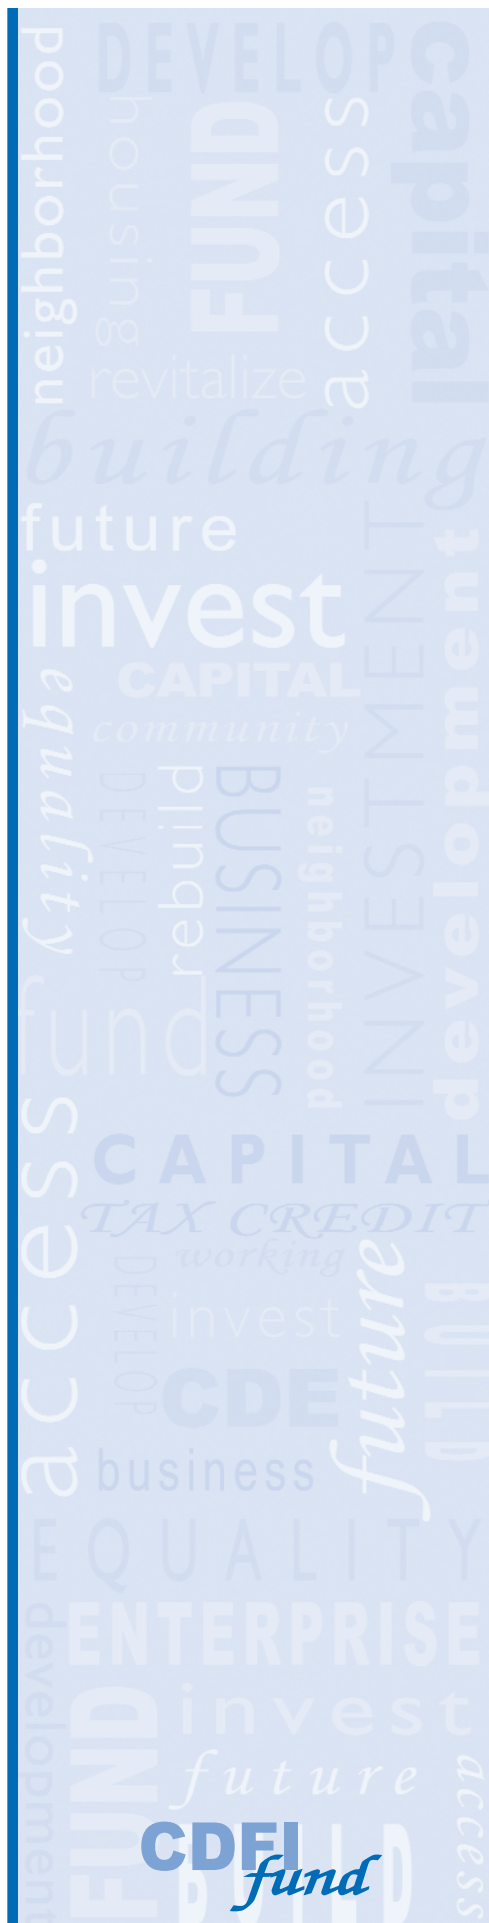 DEVELOP
neighborhood
housing
FUND
access
capital
revitalize
building
future
invest
CAPITAL
community
equality
INVESTMENT
development
DEVELOP
rebuild
BUSINESS
neighborhood
fund
access
CAPITAL
TAX CREDIT
working
DEVELOP
invest
future
BUILD
CDE
business
EQUALITY
development
ENTERPRISE
FUND
invest
future
access
BUILD
CDFI
fund